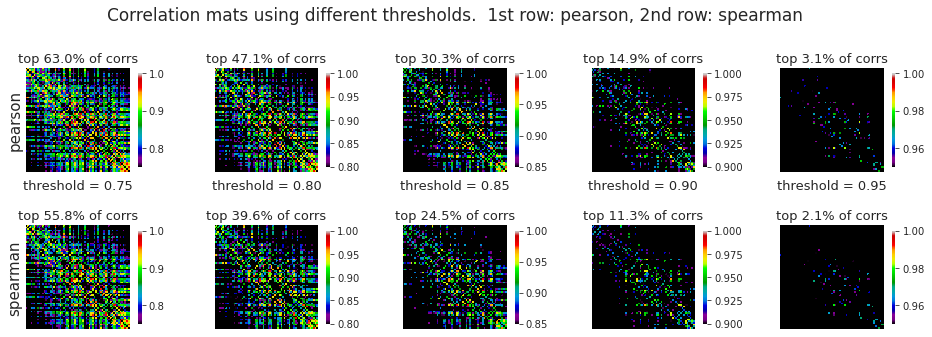 Correlation mats using different thresholds.  1st row: pearson, 2nd row: spearman
top 63.0% of corrs
top 47.1% of corrs
top 30.3% of corrs
top 14.9% of corrs
top 3.1% of corrs
pearson
1.0
0.9
0.8
1.00
0.95
0.90
0.85
0.80
1.00
0.95
0.90
0.85
1.000
0.975
0.950
0.925
0.900
1.00
0.98
0.96
threshold = 0.75
threshold = 0.80
threshold = 0.85
threshold = 0.90
threshold = 0.95
top 55.8% of corrs
top 39.6% of corrs
top 24.5% of corrs
top 11.3% of corrs
top 2.1% of corrs
spearman
1.0
0.9
0.8
1.00
0.95
0.90
0.85
0.80
1.00
0.95
0.90
0.85
1.000
0.975
0.950
0.925
0.900
1.00
0.98
0.96